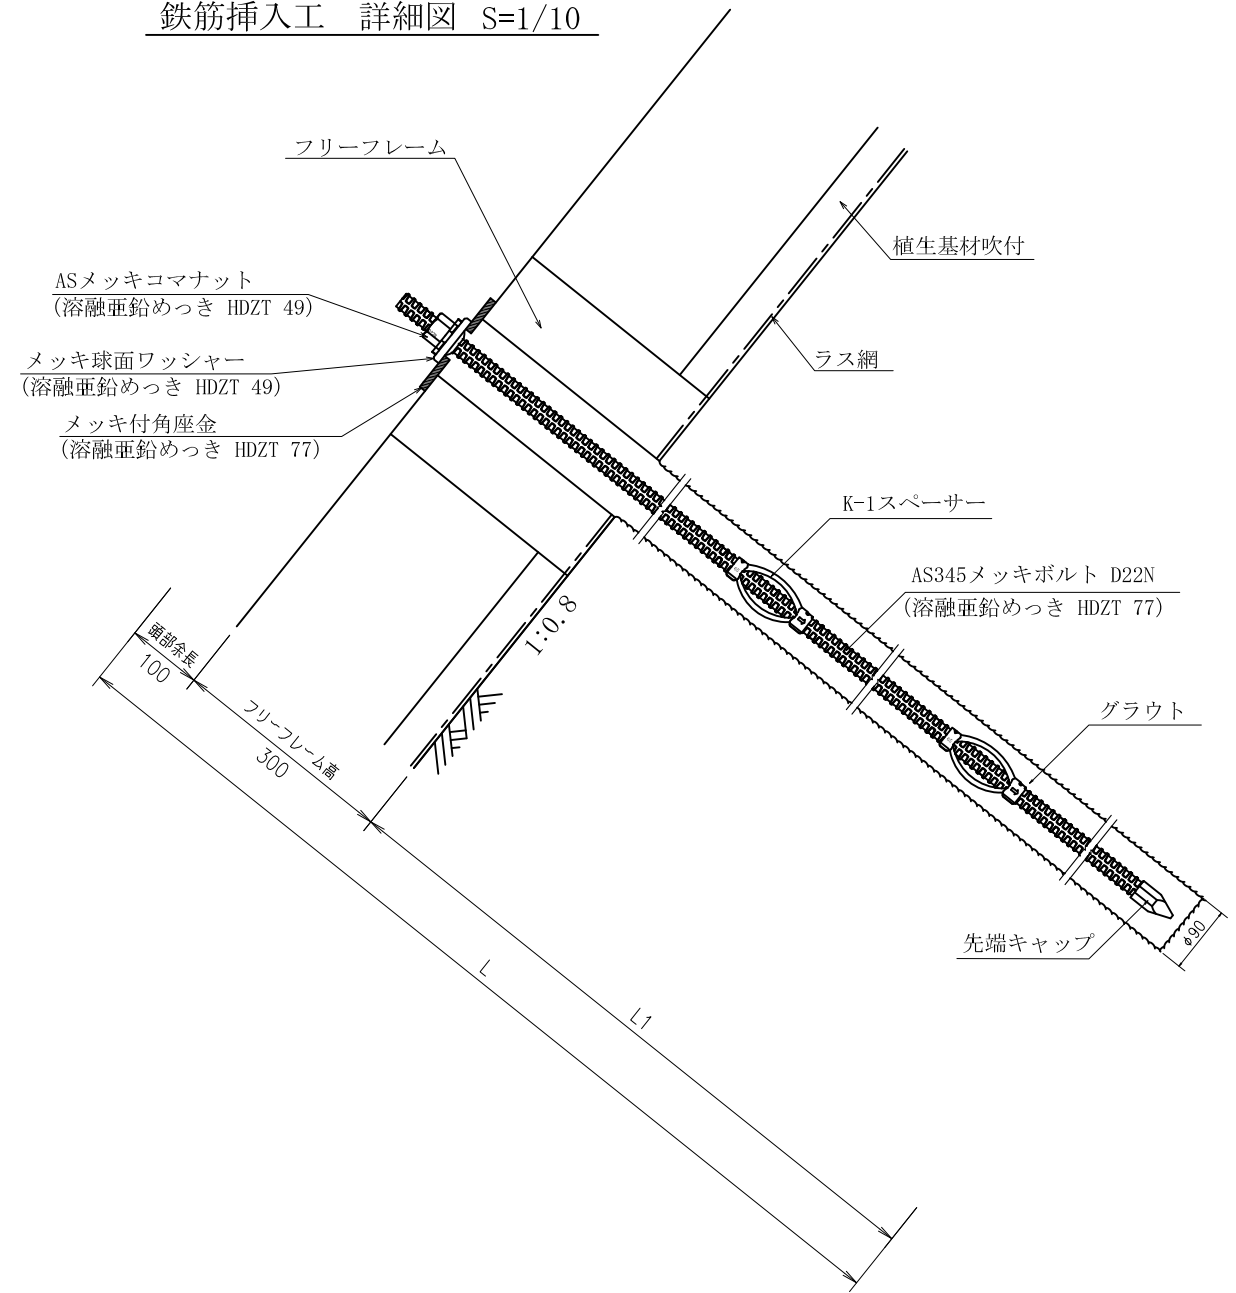 鉄筋挿入工　詳細図 S=1/10
フリーフレーム
植生基材吹付
ASメッキコマナット
(溶融亜鉛めっき HDZT 49)
メッキ球面ワッシャー
(溶融亜鉛めっき HDZT 49)
ラス網
メッキ付角座金
(溶融亜鉛めっき HDZT 77)
K-1スペーサー
AS345メッキボルト D22N
(溶融亜鉛めっき HDZT 77)
1:0.8
頭部余長
100
フリーフレーム高
300
グラウト
先端キャップ
φ90
L
L1